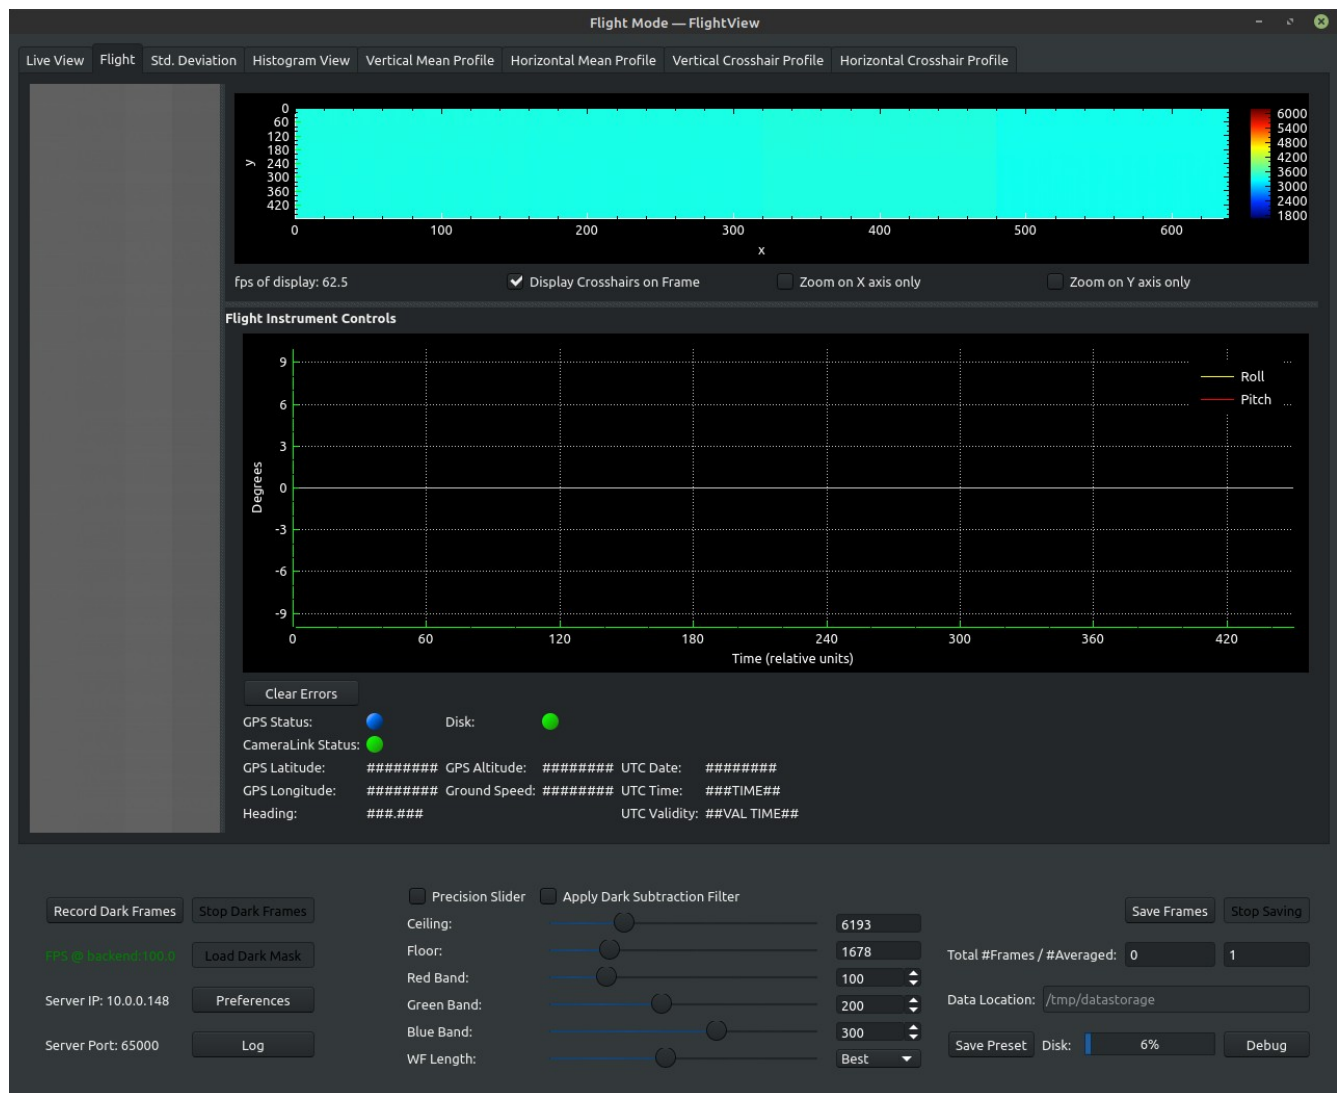 Flight Mode — FlightView
Live View Flight Std. Deviation Histogram View Vertical Mean Profile Horizontal Mean Profile Vertical Crosshair Profile Horizontal Crosshair Profile
0
60
120
180
240
300
360
420
y
0 100 200 300 400 500 600
x
6000
5400
4800
4200
3600
3000
2400
1800
fps of display: 62.5 Display Crosshairs on Frame Zoom on X axis only Zoom on Y axis only
Flight Instrument Controls
9
6
3
0
-3
-6
-9
Degrees
Roll
Pitch
0 60 120 180 240 300 360 420
Time (relative units)
Clear Errors
GPS Status: Disk:
CameraLink Status:
GPS Latitude: ######## GPS Altitude: ######## UTC Date: ########
GPS Longitude: ######## Ground Speed: ######## UTC Time: ###TIME##
Heading: ###.### UTC Validity: ##VAL TIME##
Record Dark Frames Stop Dark Frames
FPS @ backend:100.0 Load Dark Mask
Server IP: 10.0.0.148 Preferences
Server Port: 65000 Log
Precision Slider Apply Dark Subtraction Filter
Ceiling: 6193
Floor: 1678
Red Band: 100
Green Band: 200
Blue Band: 300
WF Length: Best
Save Frames Stop Saving
Total #Frames / #Averaged: 0 1
Data Location: /tmp/datastorage
Save Preset Disk: 6% Debug